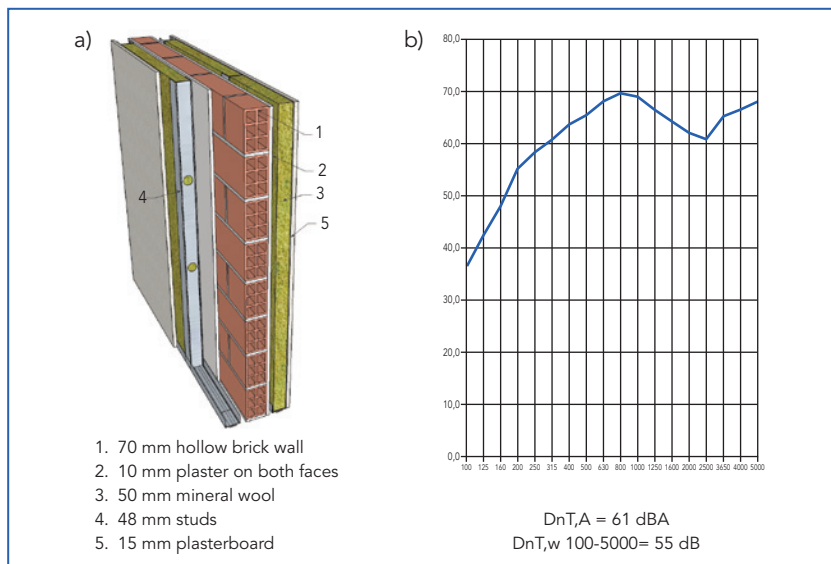 a)
1
2
3
4
5
1. 70 mm hollow brick wall
2. 10 mm plaster on both faces
3. 50 mm mineral wool
4. 48 mm studs
5. 15 mm plasterboard
b)
80,0
70,0
60,0
50,0
40,0
30,0
20,0
10,0
0,0
100 125 160 200 250 315 400 500 630 800 1000 1250 1600 2000 2500 3650 4000 5000
DnT,A = 61 dBA
DnT,w 100-5000= 55 dB